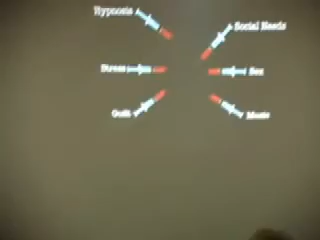 Hypnosis
Social Needs
Stress
Sex
Guilt
Music